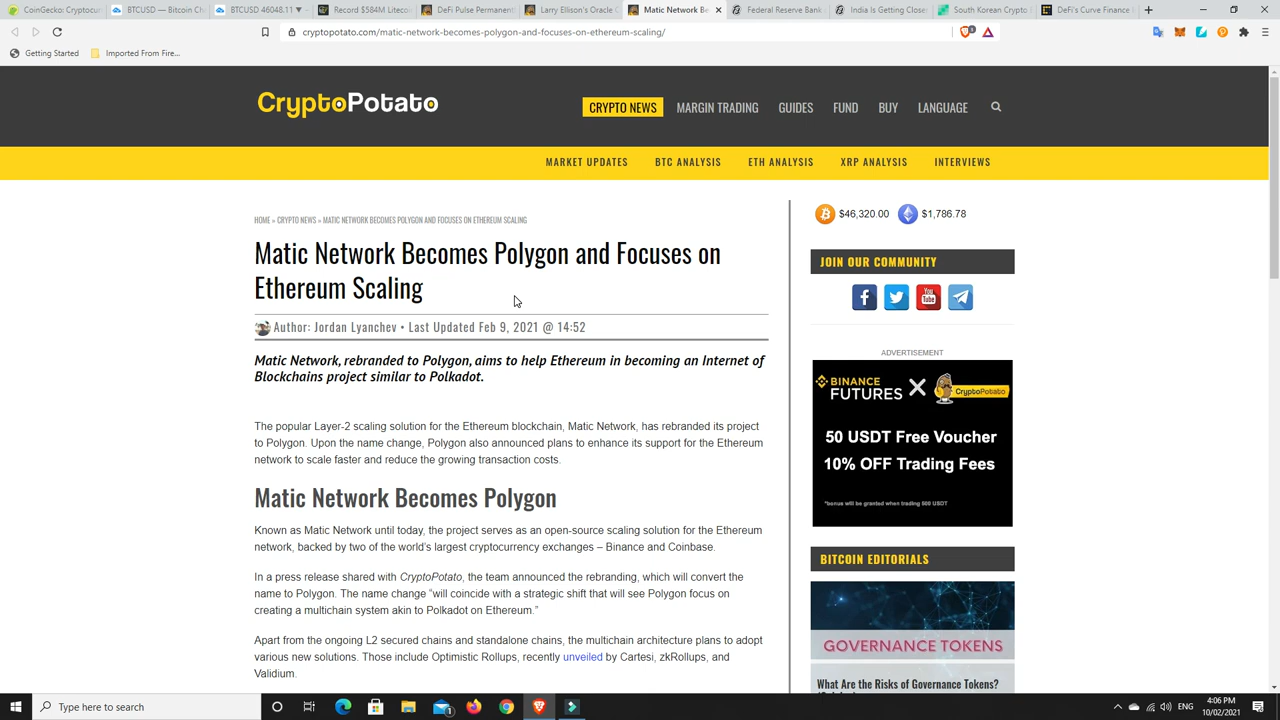 CoinGecko: Cryptocurr
BTCUSD — Bitcoin Ch
BTCUSD 46048.11 ▼
Record $584M Litecoi
DeFi Pulse Permanent
Larry Ellison's Oracle
Matic Network Be
Federal Reserve Bank
India Is Getting Closer
South Korean Crypto
DeFi's Curve Finance
cryptopotato.com/matic-network-becomes-polygon-and-focuses-on-ethereum-scaling/
Getting Started
Imported From Fire...
CryptoPotato
CRYPTO NEWS
MARGIN TRADING
GUIDES
FUND
BUY
LANGUAGE
MARKET UPDATES
BTC ANALYSIS
ETH ANALYSIS
XRP ANALYSIS
INTERVIEWS
HOME » CRYPTO NEWS » MATIC NETWORK BECOMES POLYGON AND FOCUSES ON ETHEREUM SCALING
Matic Network Becomes Polygon and Focuses on
Ethereum Scaling
Author: Jordan Lyanchev • Last Updated Feb 9, 2021 @ 14:52
Matic Network, rebranded to Polygon, aims to help Ethereum in becoming an Internet of
Blockchains project similar to Polkadot.
The popular Layer-2 scaling solution for the Ethereum blockchain, Matic Network, has rebranded its project
to Polygon. Upon the name change, Polygon also announced plans to enhance its support for the Ethereum
network to scale faster and reduce the growing transaction costs.
Matic Network Becomes Polygon
Known as Matic Network until today, the project serves as an open-source scaling solution for the Ethereum
network, backed by two of the world's largest cryptocurrency exchanges – Binance and Coinbase.
In a press release shared with CryptoPotato, the team announced the rebranding, which will convert the
name to Polygon. The name change "will coincide with a strategic shift that will see Polygon focus on
creating a multichain system akin to Polkadot on Ethereum."
Apart from the ongoing L2 secured chains and standalone chains, the multichain architecture plans to adopt
various new solutions. Those include Optimistic Rollups, recently unveiled by Cartesi, zkRollups, and
Validium.
$46,320.00
$1,786.78
JOIN OUR COMMUNITY
You Tube
ADVERTISEMENT
BINANCE
FUTURES
CryptoPotato
50 USDT Free Voucher
10% OFF Trading Fees
*bonus will be granted when trading 500 USDT
BITCOIN EDITORIALS
GOVERNANCE TOKENS
What Are the Risks of Governance Tokens?
Type here to search
ENG
4:06 PM
10/02/2021